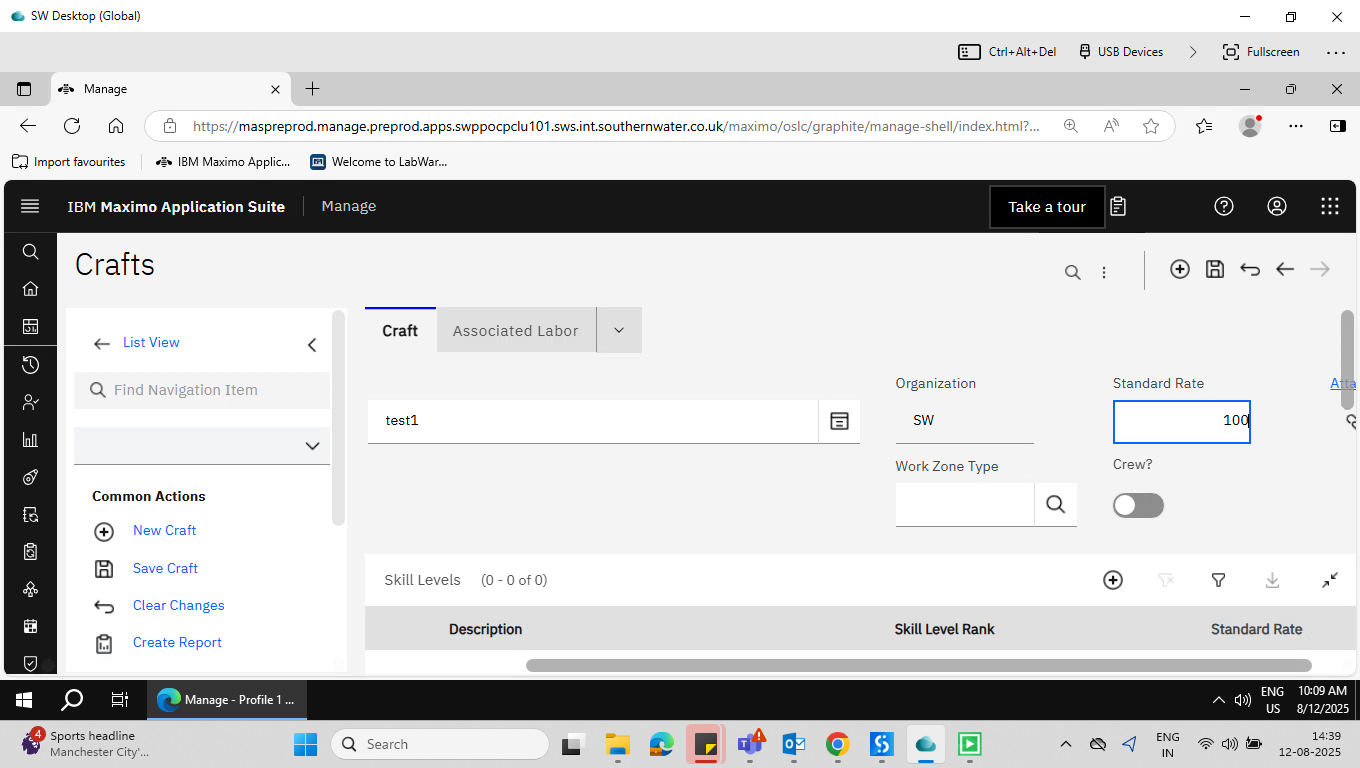 SW Desktop (Global)
Ctrl+Alt+Del
USB Devices
Fullscreen
Manage
https://maspreprod.manage.preprod.apps.swppocpclu101.sws.int.southernwater.co.uk/maximo/oslc/graphite/manage-shell/index.html?...
Import favourites
IBM Maximo Applic...
Welcome to LabWar...
IBM Maximo Application Suite
Manage
Take a tour
Crafts
List View
Find Navigation Item
Common Actions
New Craft
Save Craft
Clear Changes
Create Report
Craft
Associated Labor
Organization
Standard Rate
Atta
test1
SW
100
Work Zone Type
Crew?
Skill Levels (0 - 0 of 0)
Description
Skill Level Rank
Standard Rate
Manage - Profile 1 ...
ENG
US
10:09 AM
8/12/2025
4
Sports headline
Manchester City'...
Search
ENG
IN
14:39
12-08-2025